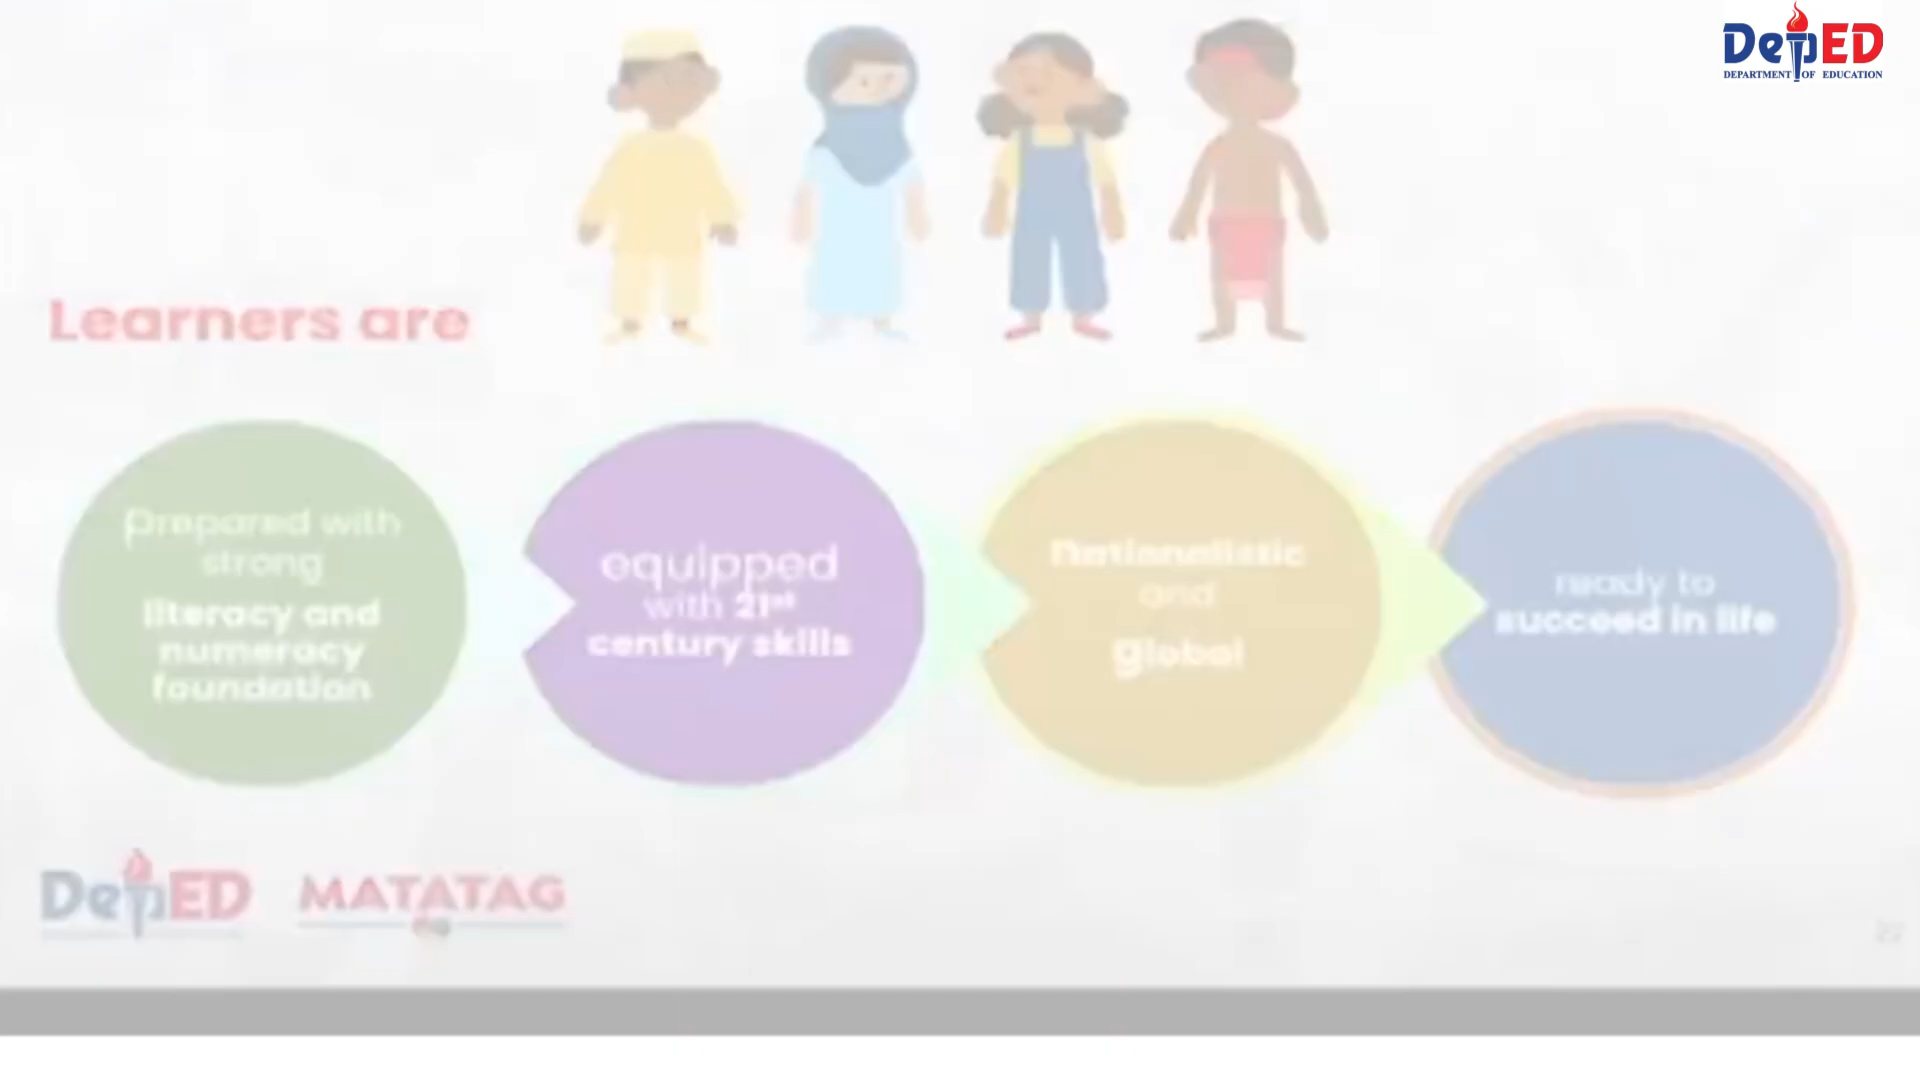 DepED
DEPARTMENT OF EDUCATION
Learners are
prepared with
strong
literacy and
numeracy
foundation
equipped
with 21st
century skills
nationalistic
and
global
ready to
succeed in life
DepED
MATATAG
22